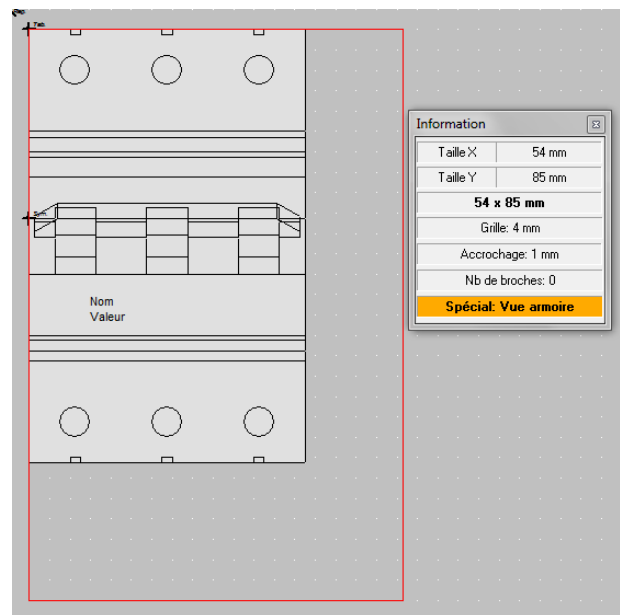 Nom
Valeur
Information
Taille X 54 mm
Taille Y 85 mm
54 x 85 mm
Grille: 4 mm
Accrochage: 1 mm
Nb de broches: 0
Spécial: Vue armoire